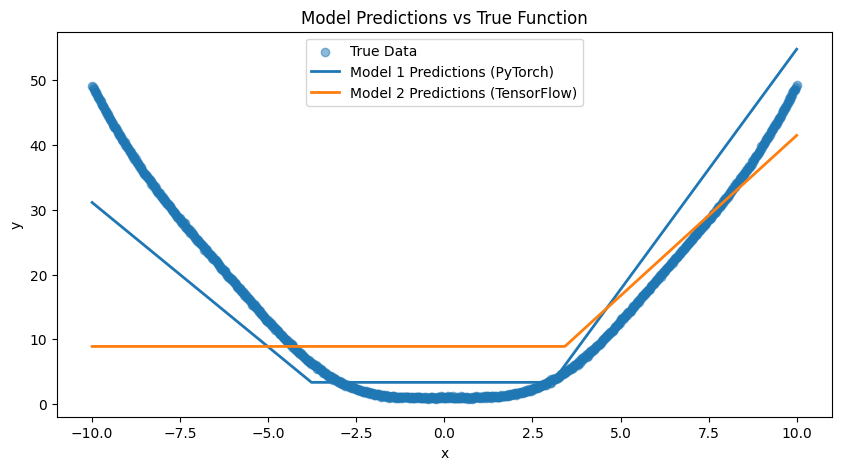 Model Predictions vs True Function
True Data
Model 1 Predictions (PyTorch)
Model 2 Predictions (TensorFlow)
50
40
30
20
10
0
y
-10.0 -7.5 -5.0 -2.5 0.0 2.5 5.0 7.5 10.0
x